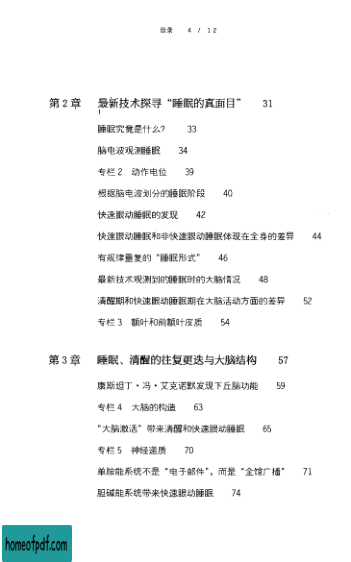 目录 4 / 12
第 2 章 最新技术探寻“睡眠的真面目” 31
睡眠究竟是什么? 33
脑电波观测睡眠 34
专栏 2 动作电位 39
根据脑电波划分的睡眠阶段 40
快速眼动睡眠的发现 42
快速眼动睡眠和非快速眼动睡眠体现在全身的差异 44
有规律重复的“睡眠形式” 46
最新技术观测到的睡眠时的大脑情况 48
清醒期和快速眼动睡眠期在大脑活动方面的差异 52
专栏 3 额叶和前额叶皮质 54
第 3 章 睡眠、清醒的往复更迭与大脑结构 57
康斯坦丁·冯·艾克诺默发现下丘脑功能 59
专栏 4 大脑的构造 63
“大脑激活”带来清醒和快速眼动睡眠 65
专栏 5 神经递质 70
单胺能系统不是“电子邮件”，而是“全馆广播” 71
胆碱能系统带来快速眼动睡眠 74
homeofpdf.com